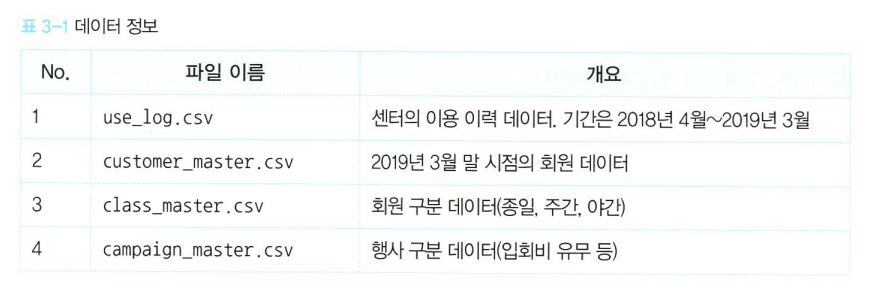 표 3-1 데이터 정보
No. 파일 이름 개요
1 use_log.csv 센터의 이용 이력 데이터. 기간은 2018년 4월~2019년 3월
2 customer_master.csv 2019년 3월 말 시점의 회원 데이터
3 class_master.csv 회원 구분 데이터(종일, 주간, 야간)
4 campaign_master.csv 행사 구분 데이터(입회비 유무 등)